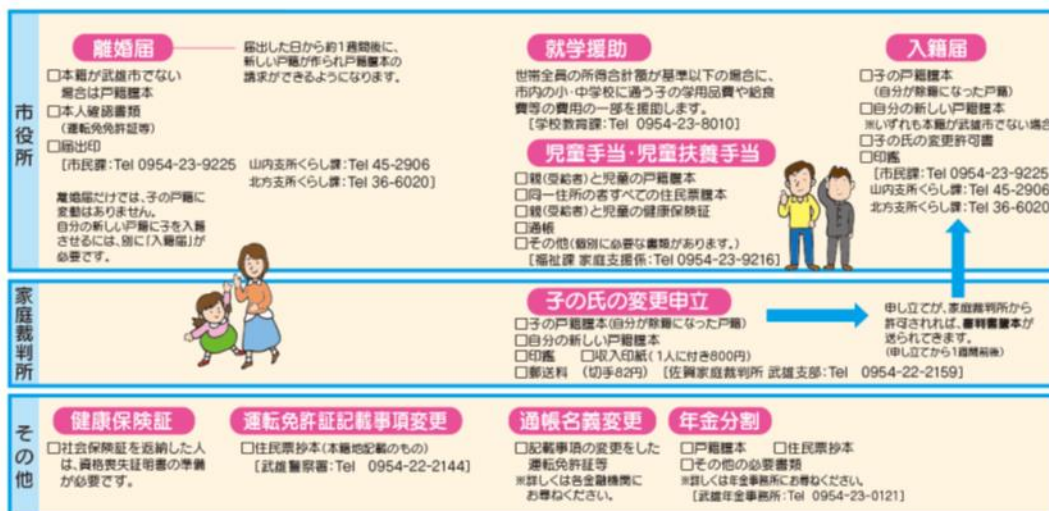 市役所
離婚届
届出した日から約1週間後に、
新しい戸籍が作られ戸籍謄本の
請求ができるようになります。
□本籍が武雄市でない
場合は戸籍謄本
□本人確認書類
(運転免許証等)
□届出印
[市民課:Tel 0954-23-9225 山内支所くらし課:Tel 45-2906
北方支所くらし課:Tel 36-6020]
離婚届だけでは、子の戸籍に
変動はありません。
自分の新しい戸籍に子を入籍
させるには、別に「入籍届」が
必要です。
就学援助
世帯全員の所得合計額が基準以下の場合に、
市内の小・中学校に通う子の学用品費や給食
費等の費用の一部を援助します。
[学校教育課:Tel 0954-23-8010]
児童手当・児童扶養手当
□親(受給者)と児童の戸籍謄本
□同一住所の者すべての住民票謄本
□親(受給者)と児童の健康保険証
□通帳
□その他(個別に必要な書類があります。)
[福祉課 家庭支援係:Tel 0954-23-9216]
入籍届
□子の戸籍謄本
(自分が除籍になった戸籍)
□自分の新しい戸籍謄本
※いずれも本籍が武雄市でない場合
□子の氏の変更許可書
□印鑑
[市民課:Tel 0954-23-9225
山内支所くらし課:Tel 45-2906
北方支所くらし課:Tel 36-6020
家庭裁判所
子の氏の変更申立
□子の戸籍謄本(自分が除籍になった戸籍)
□自分の新しい戸籍謄本
□印鑑 □収入印紙(1人に付き800円)
□郵送料 (切手82円) [佐賀家庭裁判所 武雄支部:Tel 0954-22-2159]
申し立てが、家庭裁判所から
許可されれば、審判書謄本が
送られてきます。
(申し立てから1週間前後)
その他
健康保険証
□社会保険証を返納した人
は、資格喪失証明書の準備
が必要です。
運転免許証記載事項変更
□住民票抄本(本籍地記載のもの)
[武雄警察署:Tel 0954-22-2144]
通帳名義変更
□記載事項の変更をした
運転免許証等
※詳しくは各金融機関に
お尋ねください。
年金分割
□戸籍謄本 □住民票抄本
□その他の必要書類
※詳しくは年金事務所にお尋ねください。
[武雄年金事務所:Tel 0954-23-0121]